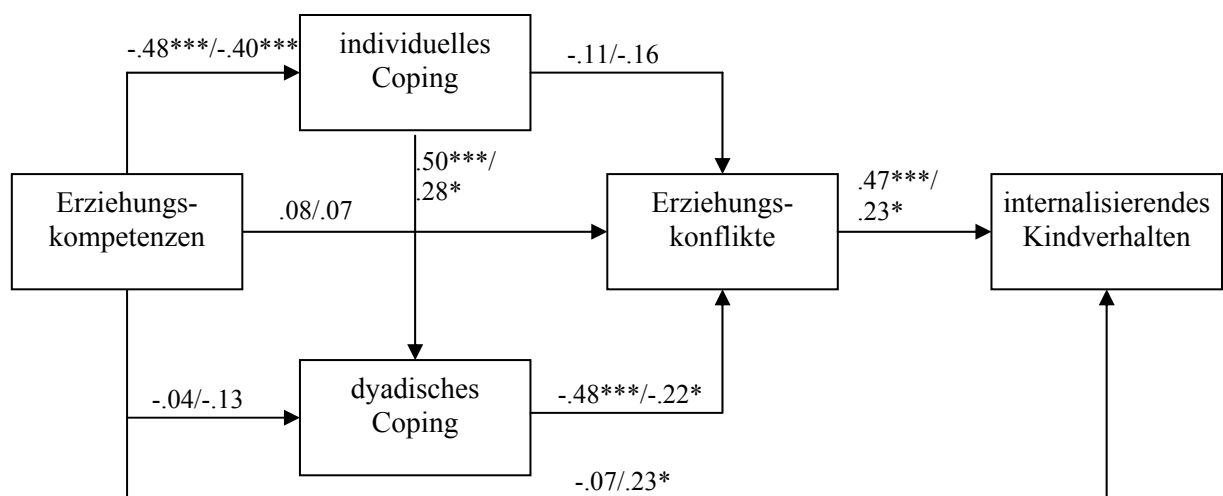 -.48***/-.40***
individuelles
Coping
-.11/-.16
.50***/
.28*
Erziehungs-
kompetenzen
.08/.07
Erziehungs-
konflikte
.47***/
.23*
internalisierendes
Kindverhalten
-.04/-.13
dyadisches
Coping
-.48***/-.22*
-.07/.23*